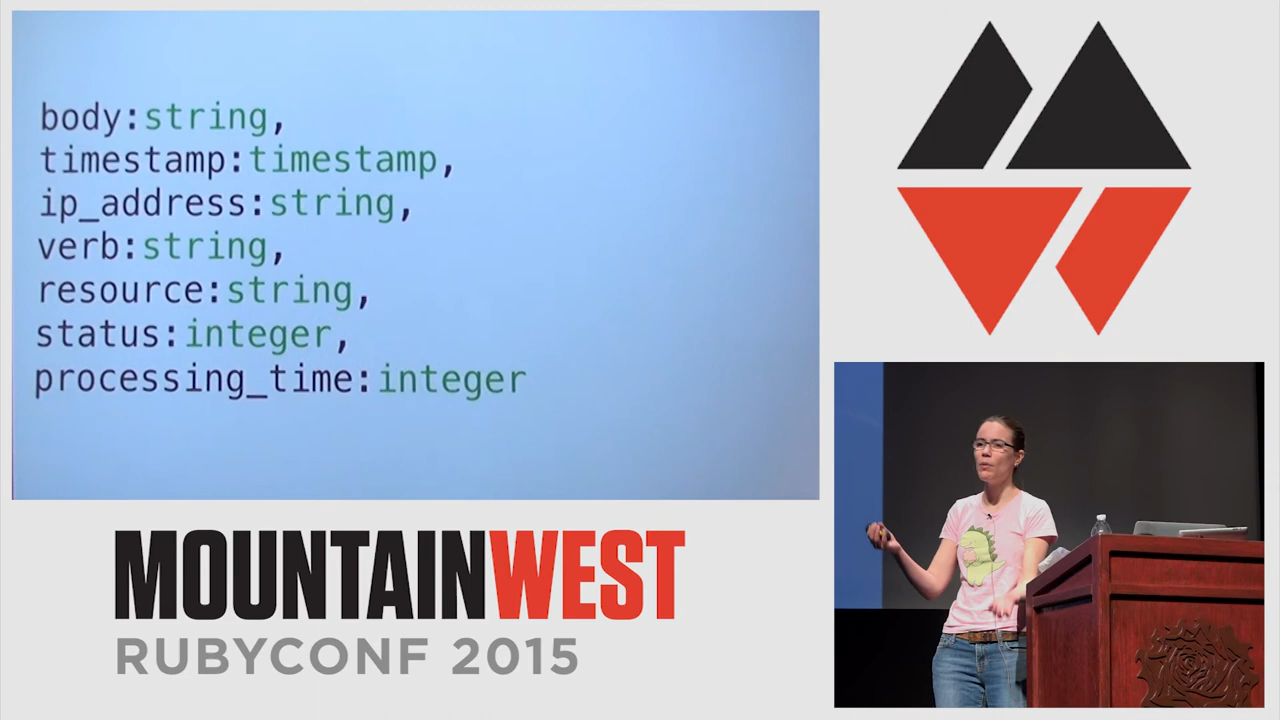 body:string,
timestamp:timestamp,
ip_address:string,
verb:string,
resource:string,
status:integer,
processing_time:integer
MOUNTAINWEST
RUBYCONF 2015